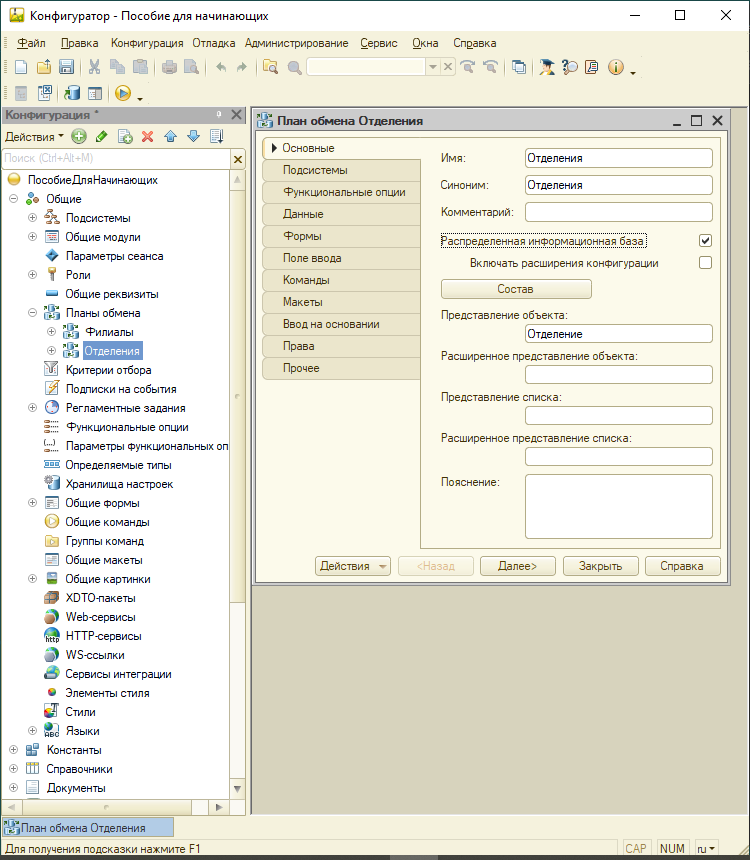 Конфигуратор - Пособие для начинающих
Файл Правка Конфигурация Отладка Администрирование Сервис Окна Справка
Конфигурация *
Действия
Поиск (Ctrl+Alt+M)
ПособиеДляНачинающих
Общие
Подсистемы
Общие модули
Параметры сеанса
Роли
Общие реквизиты
Планы обмена
Филиалы
Отделения
Критерии отбора
Подписки на события
Регламентные задания
Функциональные опции
Параметры функциональных оп
Определяемые типы
Хранилища настроек
Общие формы
Общие команды
Группы команд
Общие макеты
Общие картинки
XDTO-пакеты
Web-сервисы
HTTP-сервисы
WS-ссылки
Сервисы интеграции
Элементы стиля
Стили
Языки
Константы
Справочники
Документы
План обмена Отделения
Основные
Подсистемы
Функциональные опции
Данные
Формы
Поле ввода
Команды
Макеты
Ввод на основании
Права
Прочее
Имя: Отделения
Синоним: Отделения
Комментарий:
Распределенная информационная база
Включать расширения конфигурации
Состав
Представление объекта:
Отделение
Расширенное представление объекта:
Представление списка:
Расширенное представление списка:
Пояснение:
Действия <Назад Далее> Закрыть Справка
План обмена Отделения
Для получения подсказки нажмите F1 CAP NUM ru